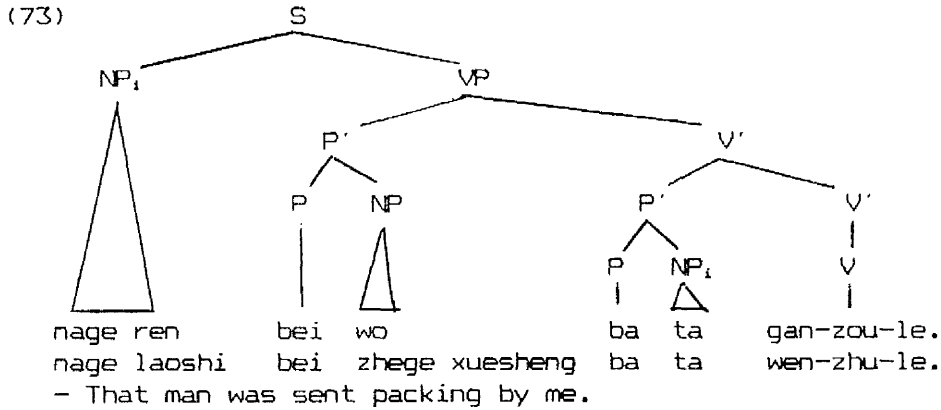 (73) S
NPᵢ VP
P' V'
P NP P' V'
P NPᵢ V
nage ren bei wo ba ta gan-zou-le.
nage laoshi bei zhege xuesheng ba ta wen-zhu-le.
- That man was sent packing by me.